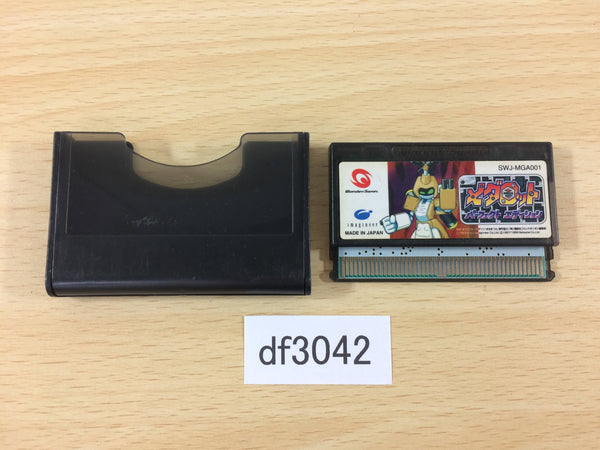 SWJ-MGA001
WonderSwan
imagineer
MADE IN JAPAN
メダロット
パーフェクト エディション
df3042